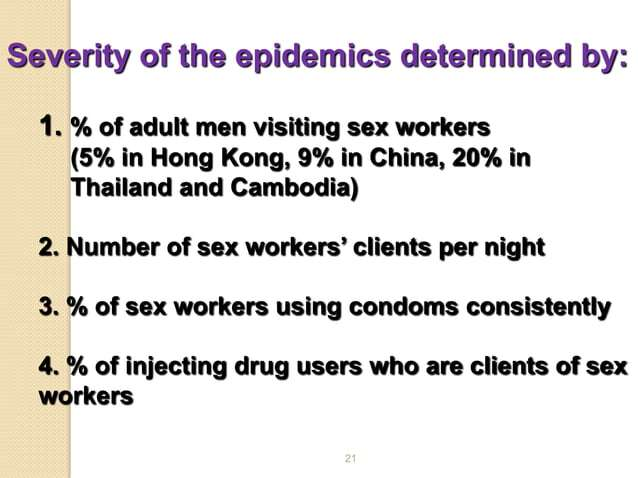 Severity of the epidemics determined by:
1. % of adult men visiting sex workers
(5% in Hong Kong, 9% in China, 20% in
Thailand and Cambodia)
2. Number of sex workers’ clients per night
3. % of sex workers using condoms consistently
4. % of injecting drug users who are clients of sex
workers
21